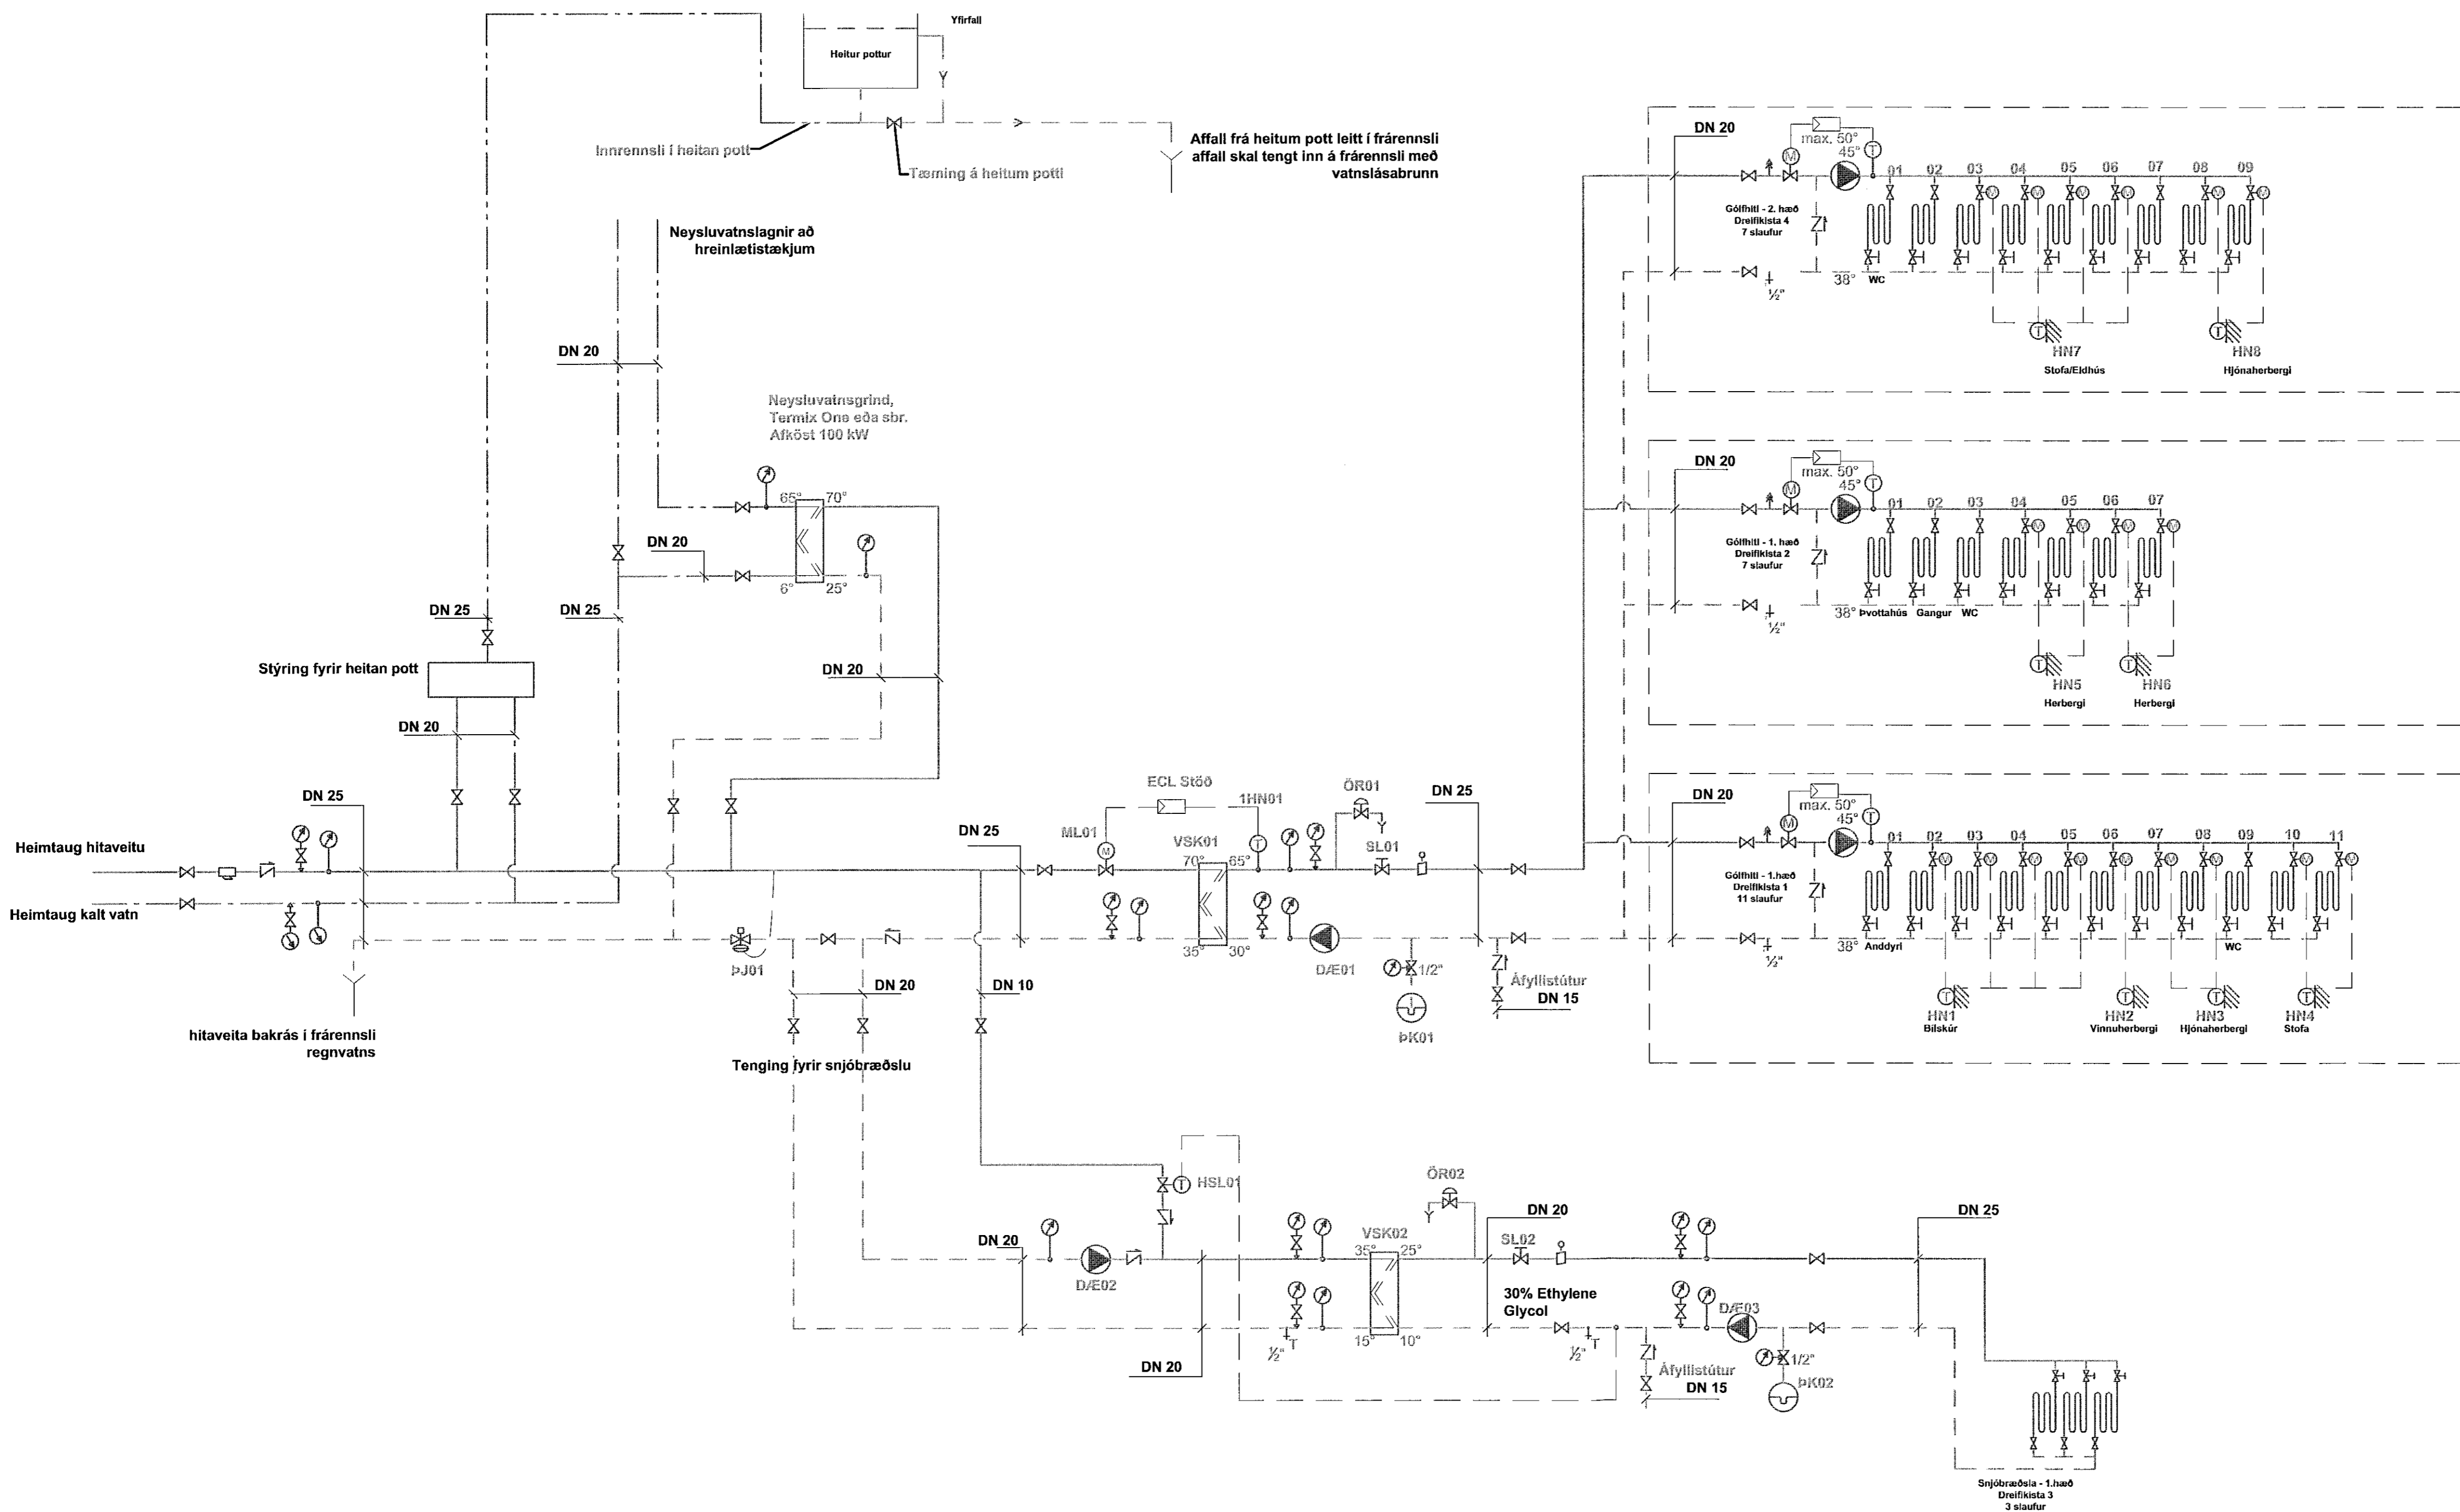 Yfirfall
Heitur pottur
Innrennsli í heitan pott
Tæming á heitum potti
Affall frá heitum pott leitt í frárennsli
affall skal tengt inn á frárennsli með
vatnslásabrunn
Neysluvatnslagnir að
hreinlætistækjum
DN 20
Neysluvatnsgrind,
Termix One eða sbr.
Afköst 100 kW
65° 70°
DN 20
6° 25°
DN 25
DN 25
Stýring fyrir heitan pott
DN 20
DN 20
DN 25
Heimtaug hitaveitu
Heimtaug kalt vatn
hitaveita bakrás í frárennsli
regnvatns
ÞJ01
DN 20
DN 10
Tenging fyrir snjóbræðslu
DN 25
ECL Stöð
ML01
M
1HN01
T
VSK01
70° 65°
35° 30°
ÖR01
SL01
DN 25
DÆ01
1/2"
ÞK01
Áfyllistútur
DN 15
DN 20
max. 50°
45°
M
T
01 02 03 04 05 06 07 08 09
M M M M M M
Gólfhiti - 2. hæð
Dreifikista 4
7 slaufur
½"
38° WC
T T
HN7 HN8
Stofa/Eldhús Hjónaherbergi
DN 20
max. 50°
45°
M
T
01 02 03 04 05 06 07
M M M M
Gólfhiti - 1. hæð
Dreifikista 2
7 slaufur
½"
38° Þvottahús Gangur WC
T T
HN5 HN6
Herbergi Herbergi
DN 20
max. 50°
45°
M
T
01 02 03 04 05 06 07 08 09 10 11
M M M M M M M M M
Gólfhiti - 1.hæð
Dreifikista 1
11 slaufur
½"
38° Anddyri WC
T T T T
HN1 HN2 HN3 HN4
Bílskúr Vinnuherbergi Hjónaherbergi Stofa
T HSL01
DN 20
DÆ02
DN 20
VSK02
35° 25°
15° 10°
½"
ÖR02
DN 20
SL02
30% Ethylene
Glycol
½"
DÆ03
Áfyllistútur
DN 15
1/2"
ÞK02
DN 25
Snjóbræðsla - 1.hæð
Dreifikista 3
3 slaufur